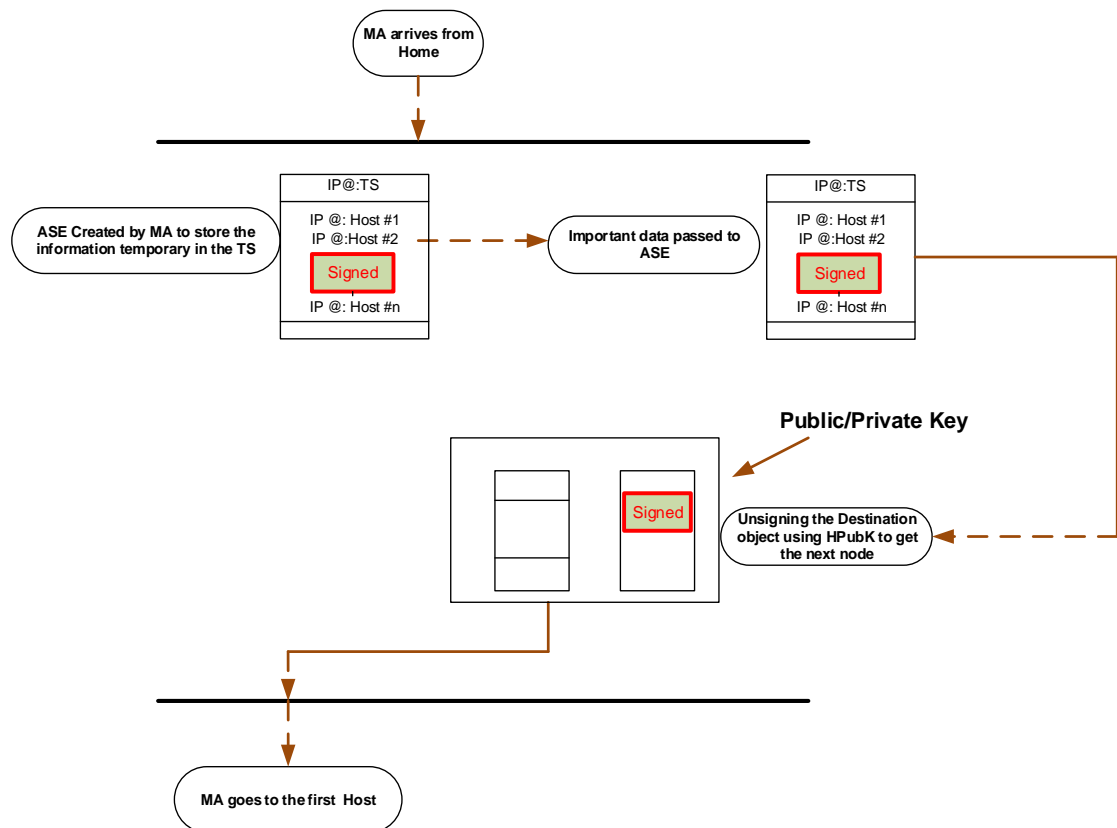 MA arrives from
Home
IP@:TS
IP @: Host #1
IP @:Host #2
Signed
IP @: Host #n
ASE Created by MA to store the
information temporary in the TS
Important data passed to
ASE
IP@:TS
IP @: Host #1
IP @:Host #2
Signed
IP @: Host #n
Public/Private Key
Signed
Unsigning the Destination
object using HPubK to get
the next node
MA goes to the first Host